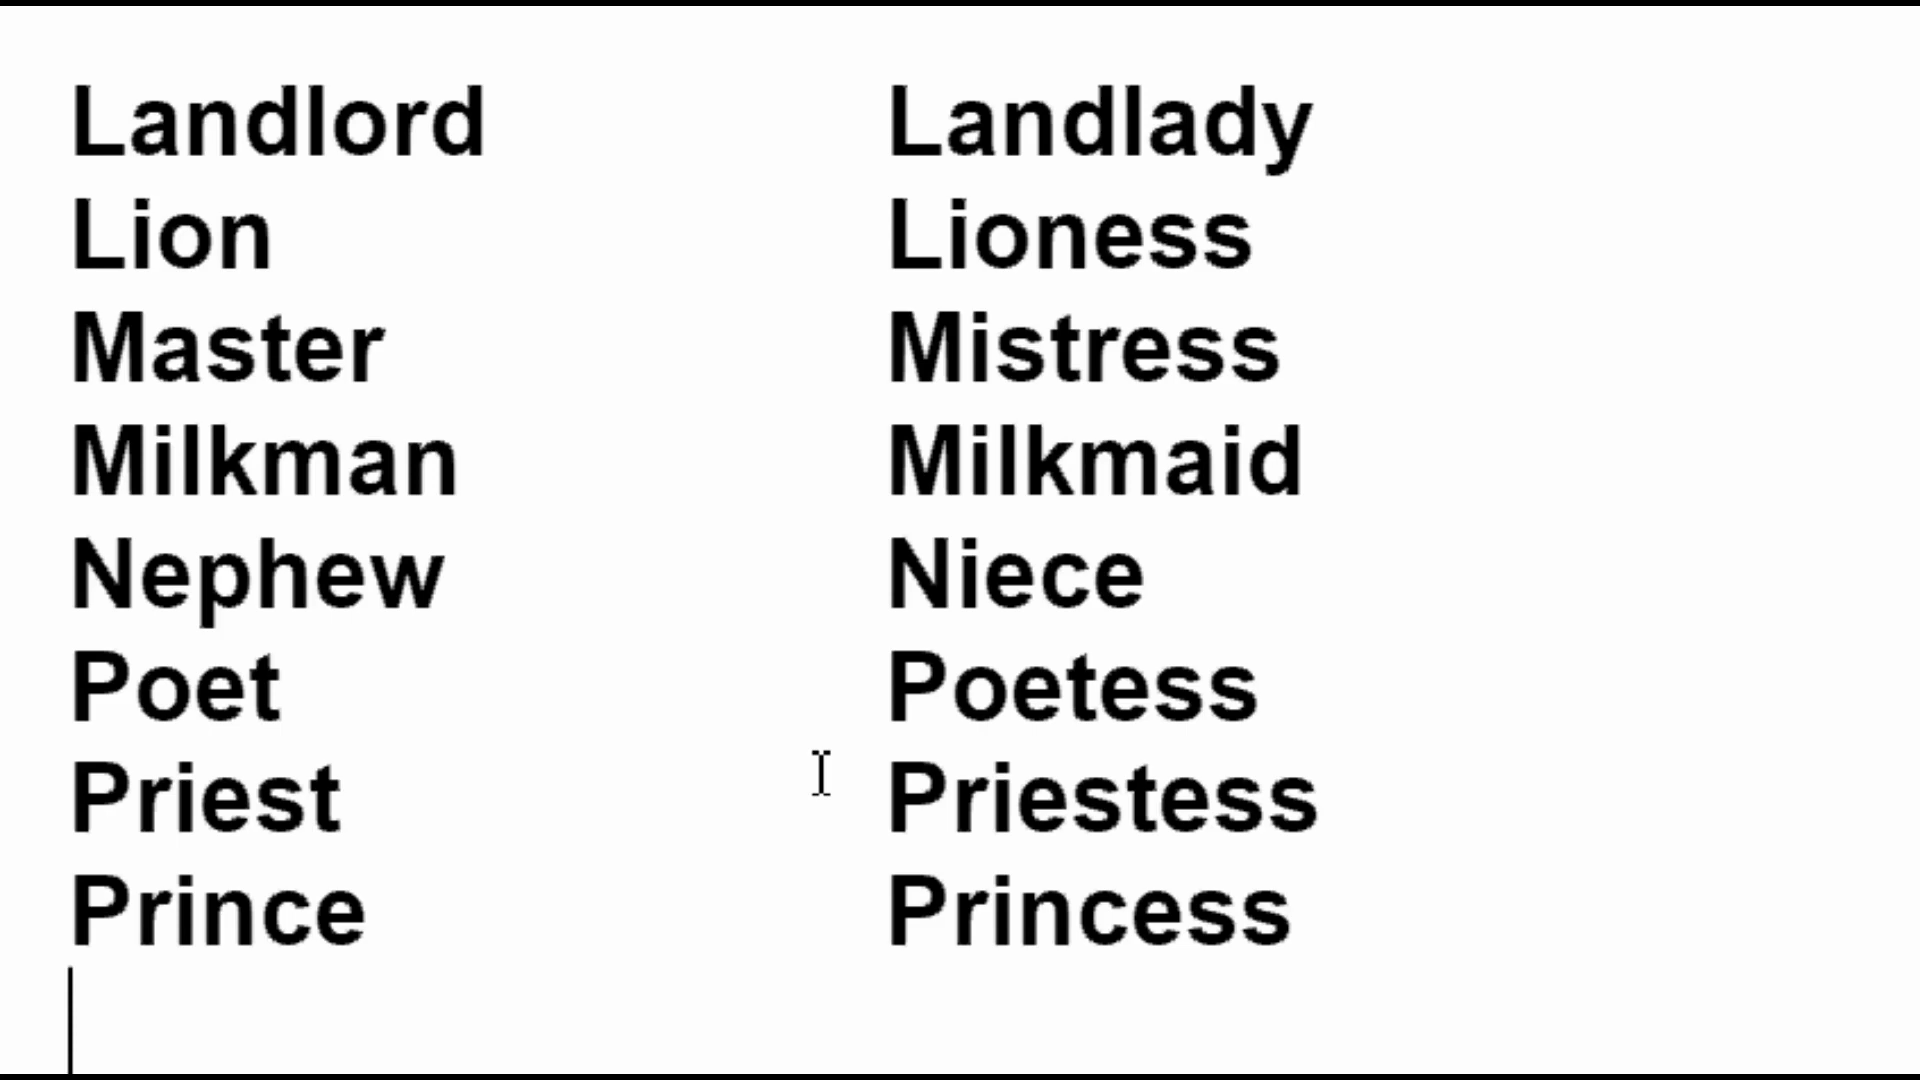 Landlord Landlady
Lion Lioness
Master Mistress
Milkman Milkmaid
Nephew Niece
Poet Poetess
Priest Priestess
Prince Princess